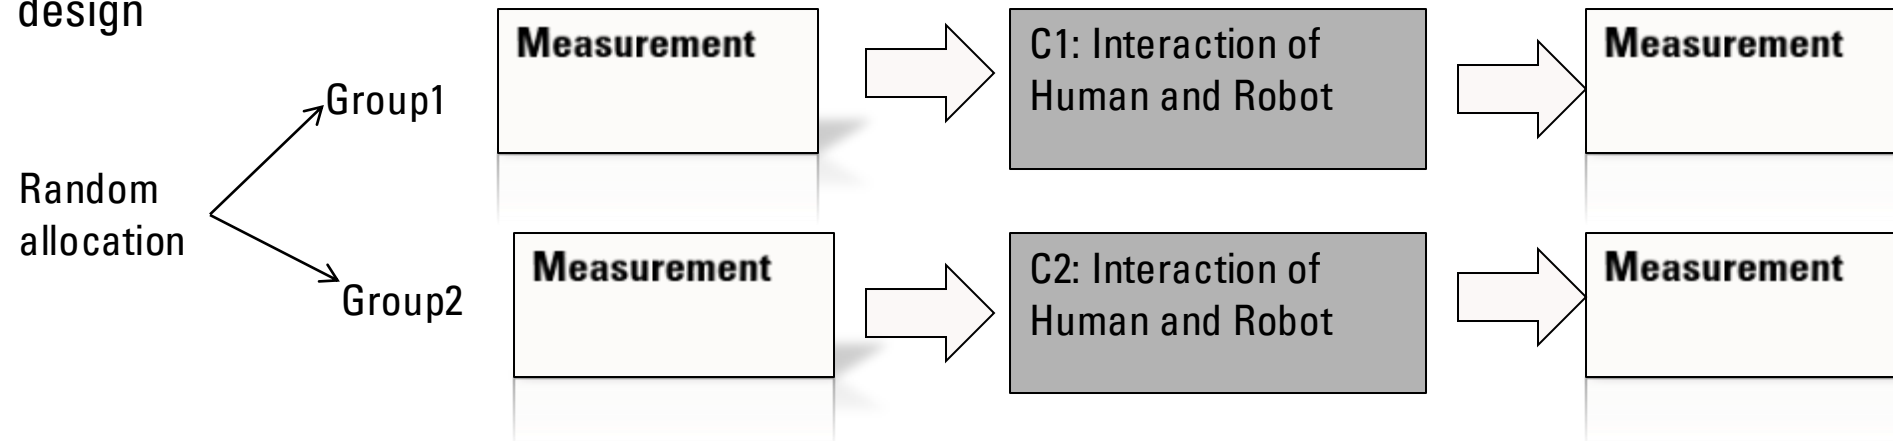 design
Group1
Random
allocation
Group2
Measurement
C1: Interaction of
Human and Robot
Measurement
Measurement
C2: Interaction of
Human and Robot
Measurement